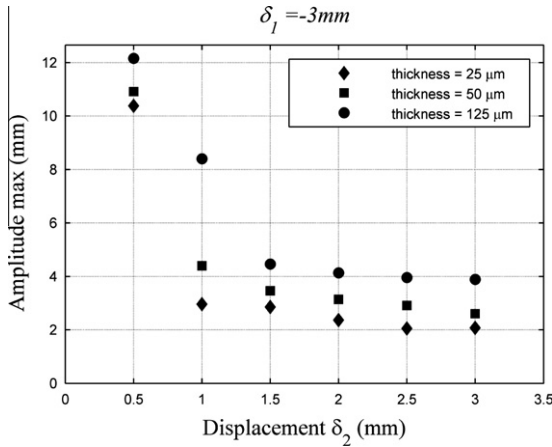 δ1 =-3mm
thickness = 25 μm
thickness = 50 μm
thickness = 125 μm
12
10
8
6
4
2
0
Amplitude max (mm)
0 0.5 1 1.5 2 2.5 3 3.5
Displacement δ2 (mm)